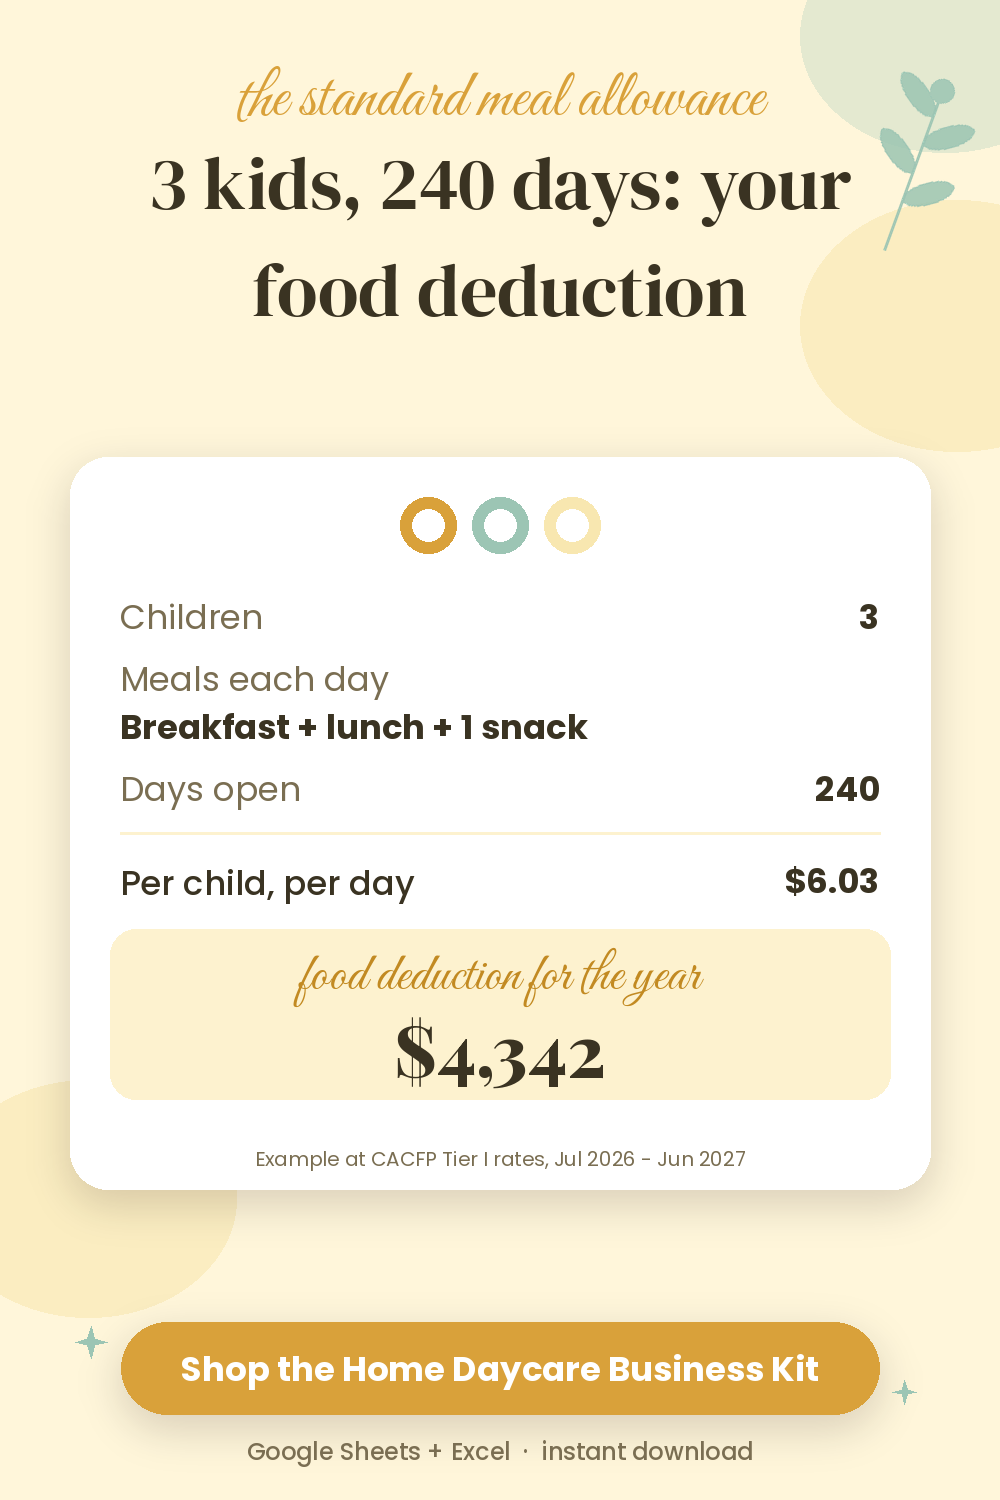 the standard meal allowance
3 kids, 240 days: your
food deduction
Children 3
Meals each day
Breakfast + lunch + 1 snack
Days open 240
Per child, per day $6.03
food deduction for the year
$4,342
Example at CACFP Tier I rates, Jul 2026 - Jun 2027
Shop the Home Daycare Business Kit
Google Sheets + Excel · instant download